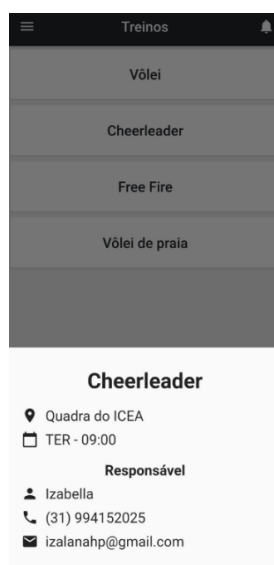 Treinos
Vôlei
Cheerleader
Free Fire
Vôlei de praia
Cheerleader
Quadra do ICEA
TER - 09:00
Responsável
Izabella
(31) 994152025
izalanahp@gmail.com